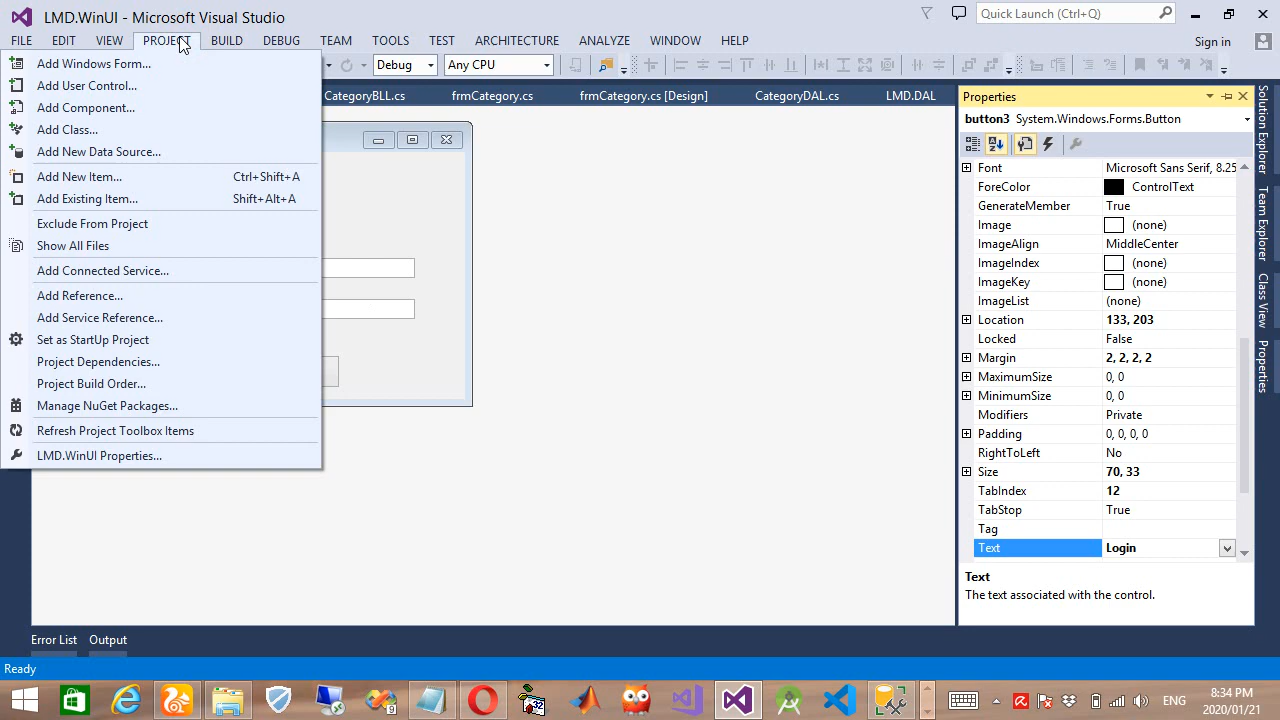 LMD.WinUI - Microsoft Visual Studio
Quick Launch (Ctrl+Q)
FILE EDIT VIEW PROJECT BUILD DEBUG TEAM TOOLS TEST ARCHITECTURE ANALYZE WINDOW HELP
Sign in
Debug Any CPU
CategoryBLL.cs frmCategory.cs frmCategory.cs [Design] CategoryDAL.cs LMD.DAL
Add Windows Form...
Add User Control...
Add Component...
Add Class...
Add New Data Source...
Add New Item... Ctrl+Shift+A
Add Existing Item... Shift+Alt+A
Exclude From Project
Show All Files
Add Connected Service...
Add Reference...
Add Service Reference...
Set as StartUp Project
Project Dependencies...
Project Build Order...
Manage NuGet Packages...
Refresh Project Toolbox Items
LMD.WinUI Properties...
Properties
button3 System.Windows.Forms.Button
Font Microsoft Sans Serif, 8.25
ForeColor ControlText
GenerateMember True
Image (none)
ImageAlign MiddleCenter
ImageIndex (none)
ImageKey (none)
ImageList (none)
Location 133, 203
Locked False
Margin 2, 2, 2, 2
MaximumSize 0, 0
MinimumSize 0, 0
Modifiers Private
Padding 0, 0, 0, 0
RightToLeft No
Size 70, 33
TabIndex 12
TabStop True
Tag
Text Login
Text
The text associated with the control.
Solution Explorer
Team Explorer
Class View
Properties
Error List Output
Ready
32
ENG
8:34 PM
2020/01/21